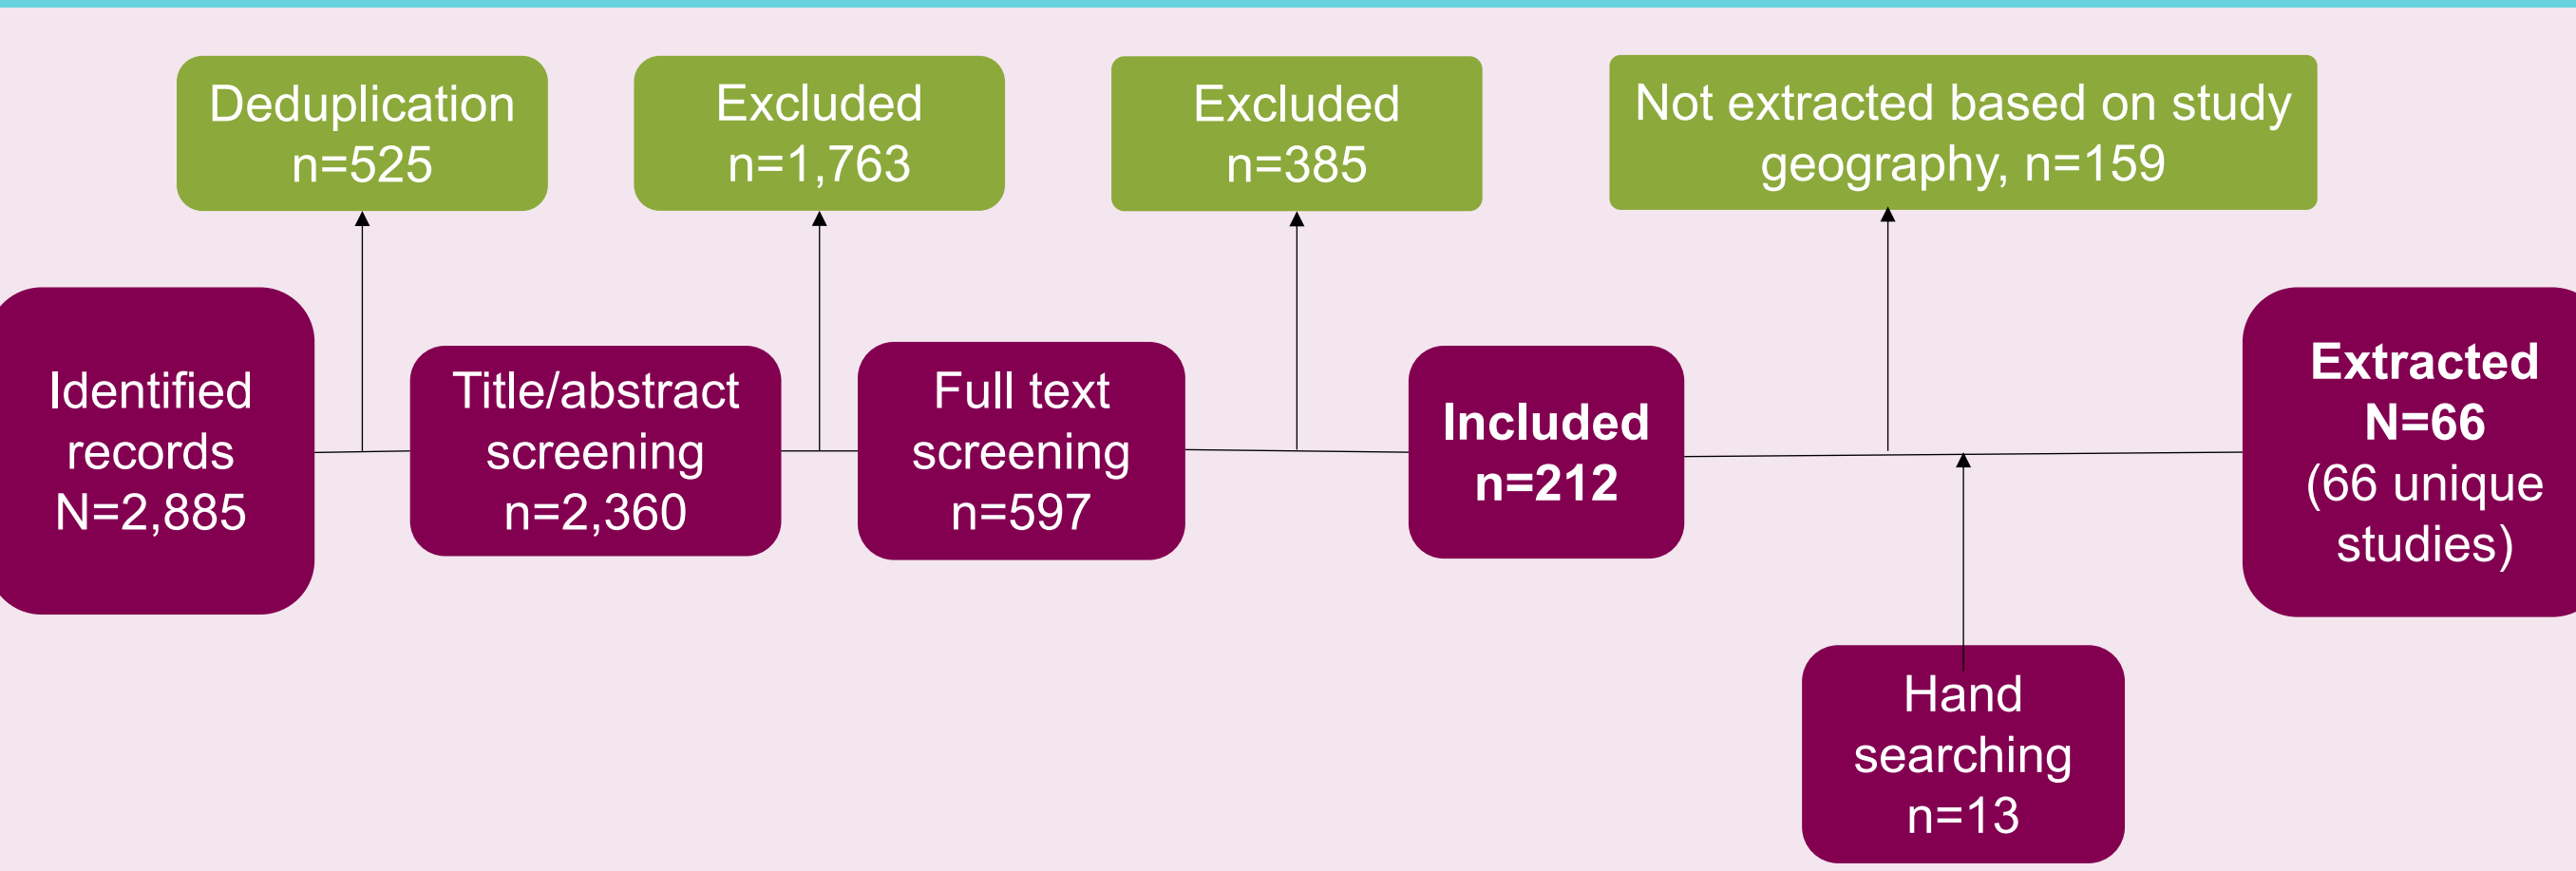 Deduplication
n=525
Excluded
n=1,763
Excluded
n=385
Not extracted based on study
geography, n=159
Identified
records
N=2,885
Title/abstract
screening
n=2,360
Full text
screening
n=597
Included
n=212
Extracted
N=66
(66 unique
studies)
Hand
searching
n=13